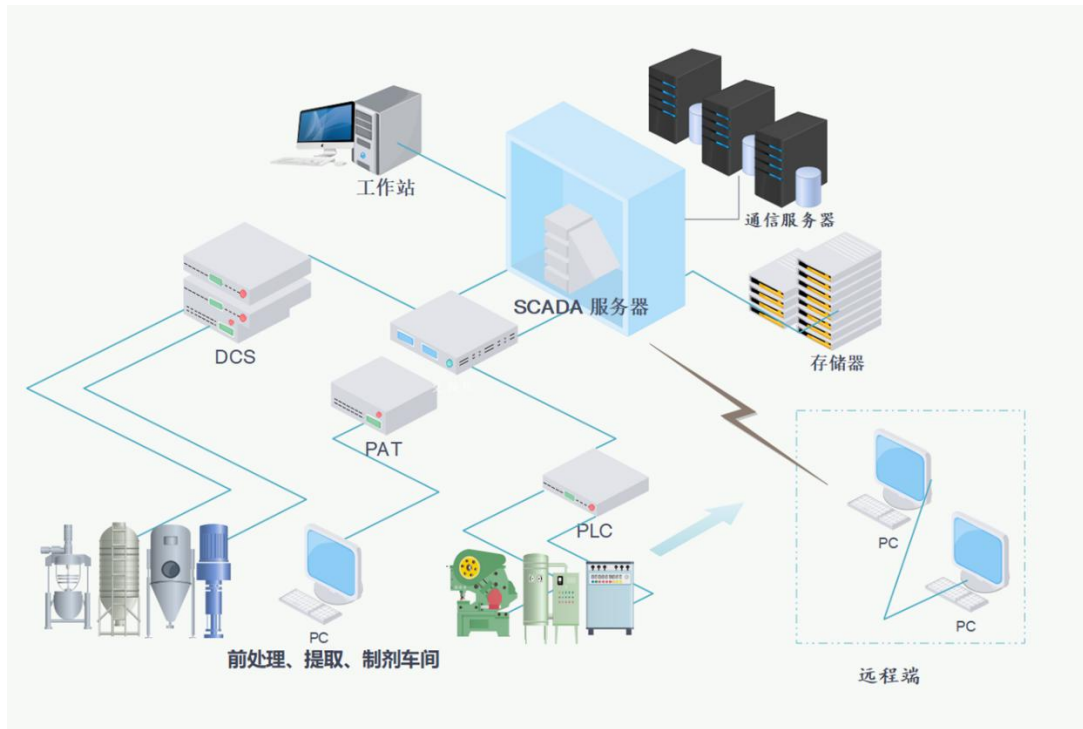 工作站
通信服务器
SCADA 服务器
存储器
DCS
PAT
PLC
PC
PC
PC
前处理、提取、制剂车间
远程端